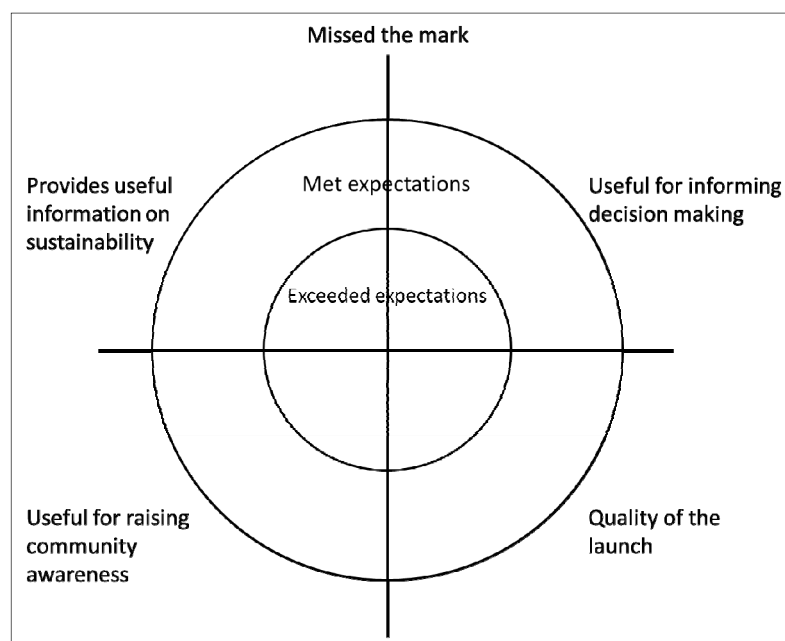 Missed the mark
Provides useful
information on
sustainability
Met expectations
Useful for informing
decision making
Exceeded expectations
Useful for raising
community
awareness
Quality of the
launch